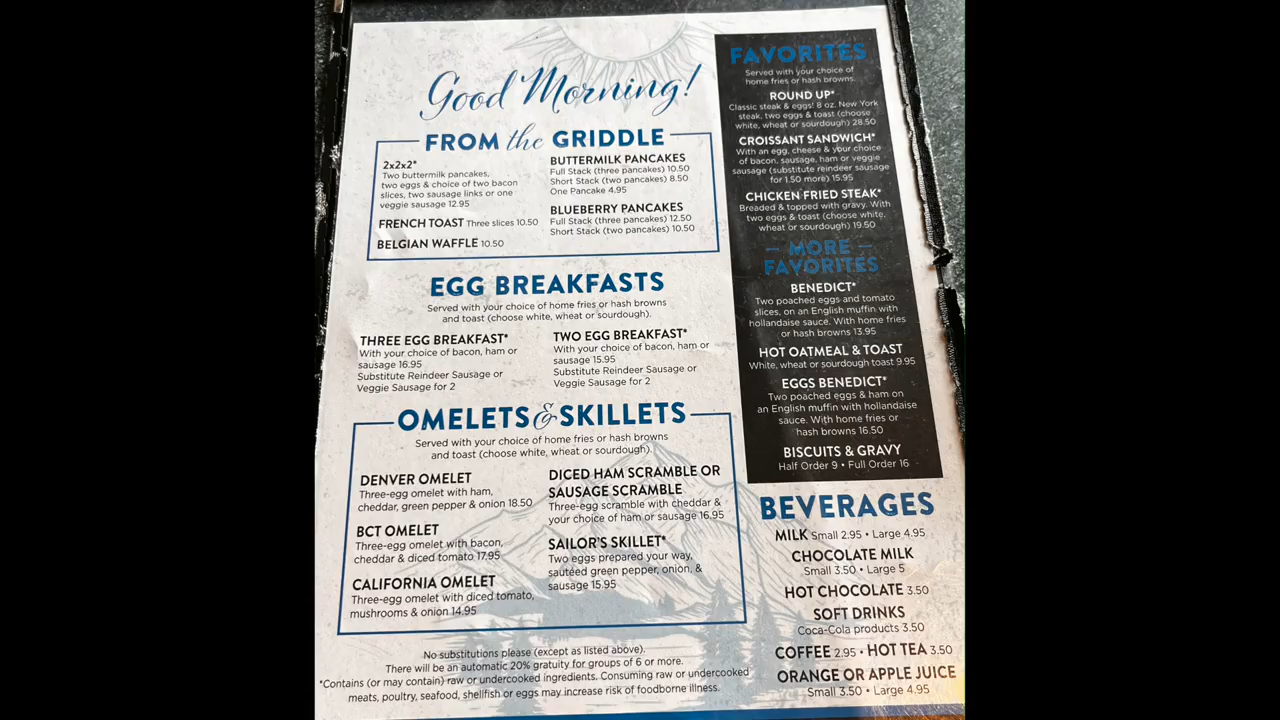 Good Morning!
FROM the GRIDDLE
2x2x2*
Two buttermilk pancakes,
two eggs & choice of two bacon
slices, two sausage links or one
veggie sausage 12.95
FRENCH TOAST Three slices 10.50
BELGIAN WAFFLE 10.50
BUTTERMILK PANCAKES
Full Stack (three pancakes) 10.50
Short Stack (two pancakes) 8.50
One Pancake 4.95
BLUEBERRY PANCAKES
Full Stack (three pancakes) 12.50
Short Stack (two pancakes) 10.50
EGG BREAKFASTS
Served with your choice of home fries or hash browns
and toast (choose white, wheat or sourdough).
THREE EGG BREAKFAST*
With your choice of bacon, ham or
sausage 16.95
Substitute Reindeer Sausage or
Veggie Sausage for 2
TWO EGG BREAKFAST*
With your choice of bacon, ham or
sausage 15.95
Substitute Reindeer Sausage or
Veggie Sausage for 2
OMELETS & SKILLETS
Served with your choice of home fries or hash browns
and toast (choose white, wheat or sourdough).
DENVER OMELET
Three-egg omelet with ham,
cheddar, green pepper & onion 18.50
BCT OMELET
Three-egg omelet with bacon,
cheddar & diced tomato 17.95
CALIFORNIA OMELET
Three-egg omelet with diced tomato,
mushrooms & onion 14.95
DICED HAM SCRAMBLE OR
SAUSAGE SCRAMBLE
Three-egg scramble with cheddar &
your choice of ham or sausage 16.95
SAILOR'S SKILLET*
Two eggs prepared your way,
sautéed green pepper, onion, &
sausage 15.95
No substitutions please (except as listed above).
There will be an automatic 20% gratuity for groups of 6 or more.
*Contains (or may contain) raw or undercooked ingredients. Consuming raw or undercooked
meats, poultry, seafood, shellfish or eggs may increase risk of foodborne illness.
FAVORITES
Served with your choice of
home fries or hash browns.
ROUND UP*
Classic steak & eggs! 8 oz. New York
steak, two eggs & toast (choose
white, wheat or sourdough) 28.50
CROISSANT SANDWICH*
With an egg, cheese & your choice
of bacon, sausage, ham or veggie
sausage (substitute reindeer sausage
for 1.50 more) 15.95
CHICKEN FRIED STEAK*
Breaded & topped with gravy. With
two eggs & toast (choose white,
wheat or sourdough) 19.50
— MORE —
FAVORITES
BENEDICT*
Two poached eggs and tomato
slices, on an English muffin with
hollandaise sauce. With home fries
or hash browns 13.95
HOT OATMEAL & TOAST
White, wheat or sourdough toast 9.95
EGGS BENEDICT*
Two poached eggs & ham on
an English muffin with hollandaise
sauce. With home fries or
hash browns 16.50
BISCUITS & GRAVY
Half Order 9 • Full Order 16
BEVERAGES
MILK Small 2.95 • Large 4.95
CHOCOLATE MILK
Small 3.50 • Large 5
HOT CHOCOLATE 3.50
SOFT DRINKS
Coca-Cola products 3.50
COFFEE 2.95 • HOT TEA 3.50
ORANGE OR APPLE JUICE
Small 3.50 • Large 4.95